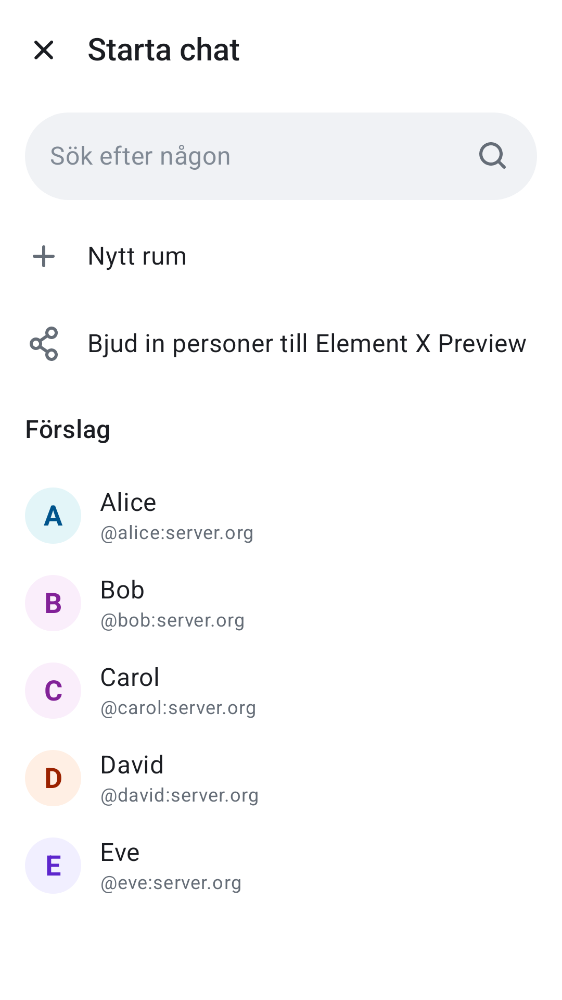 Starta chat
Sök efter någon
Nytt rum
Bjud in personer till Element X Preview
Förslag
A
Alice
@alice:server.org
B
Bob
@bob:server.org
C
Carol
@carol:server.org
D
David
@david:server.org
E
Eve
@eve:server.org